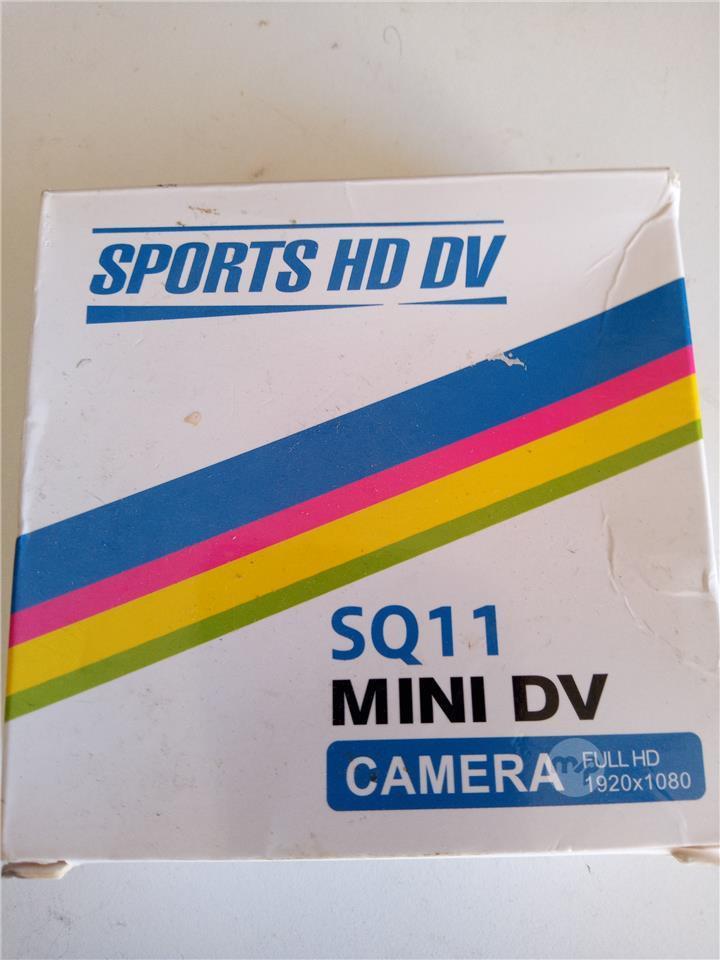 SPORTS HD DV
SQ11
MINI DV
CAMERA FULL HD
1920x1080